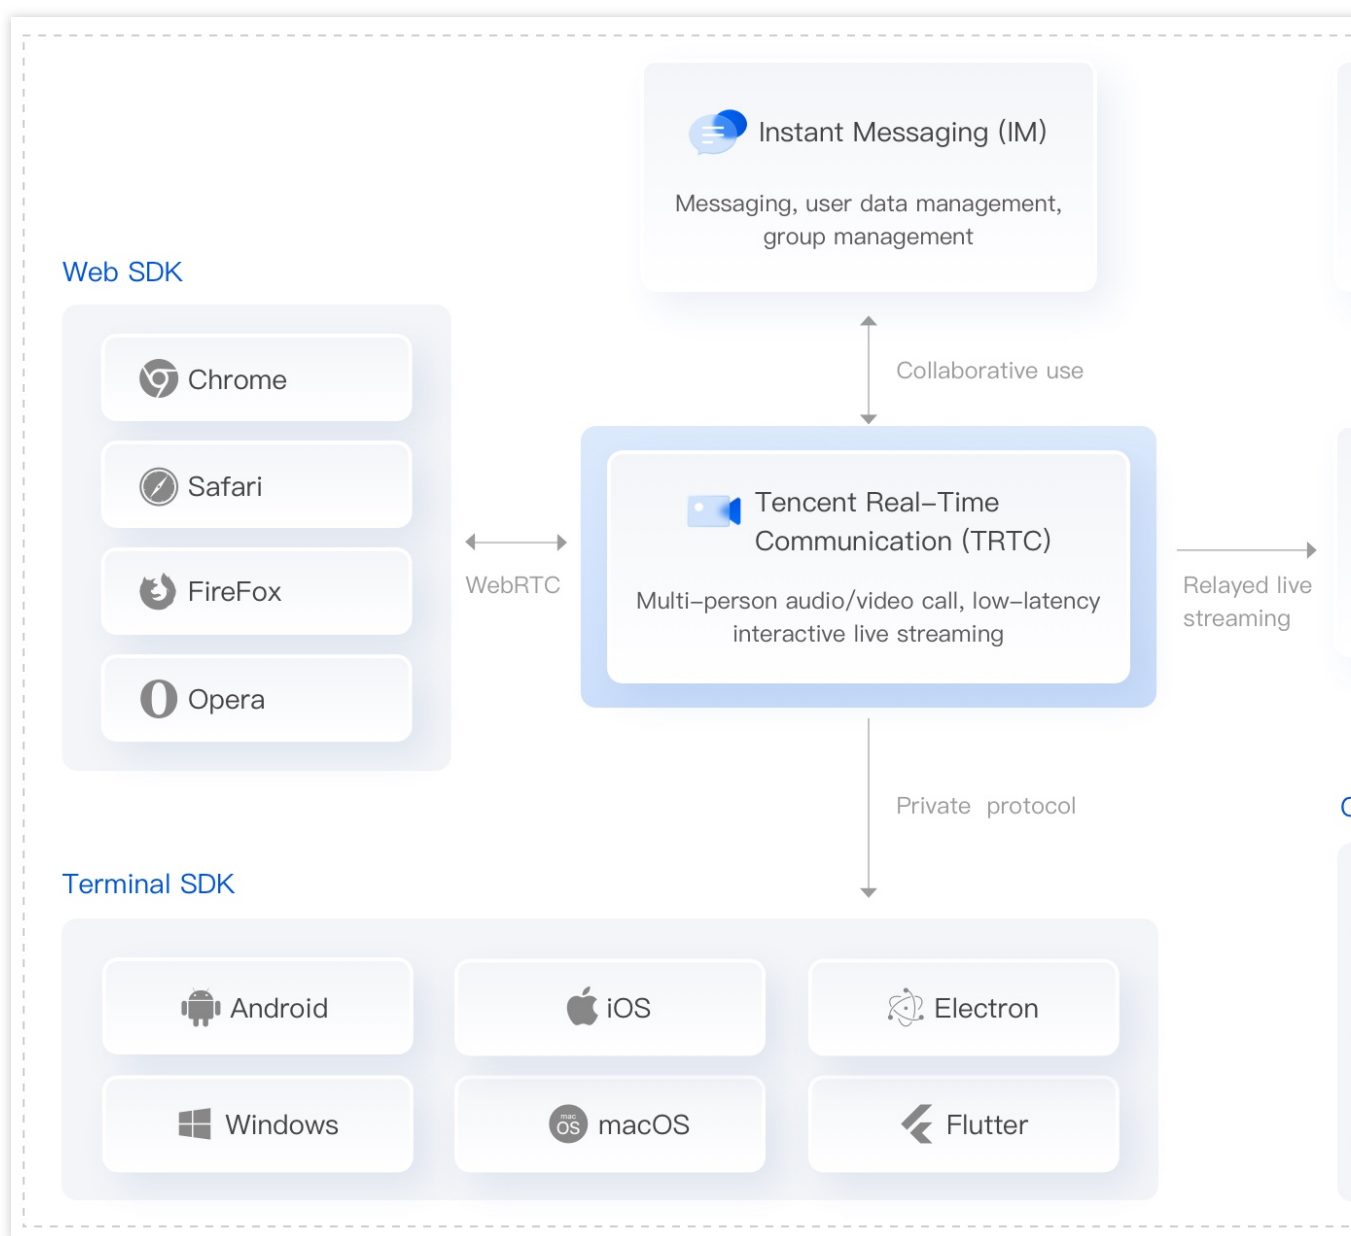 Instant Messaging (IM)
Messaging, user data management,
group management
Web SDK
Chrome
Safari
FireFox
Opera
Collaborative use
WebRTC
Tencent Real-Time
Communication (TRTC)
Multi-person audio/video call, low-latency
interactive live streaming
Relayed live
streaming
Private protocol
Terminal SDK
Android
iOS
Electron
Windows
mac
OS
macOS
Flutter